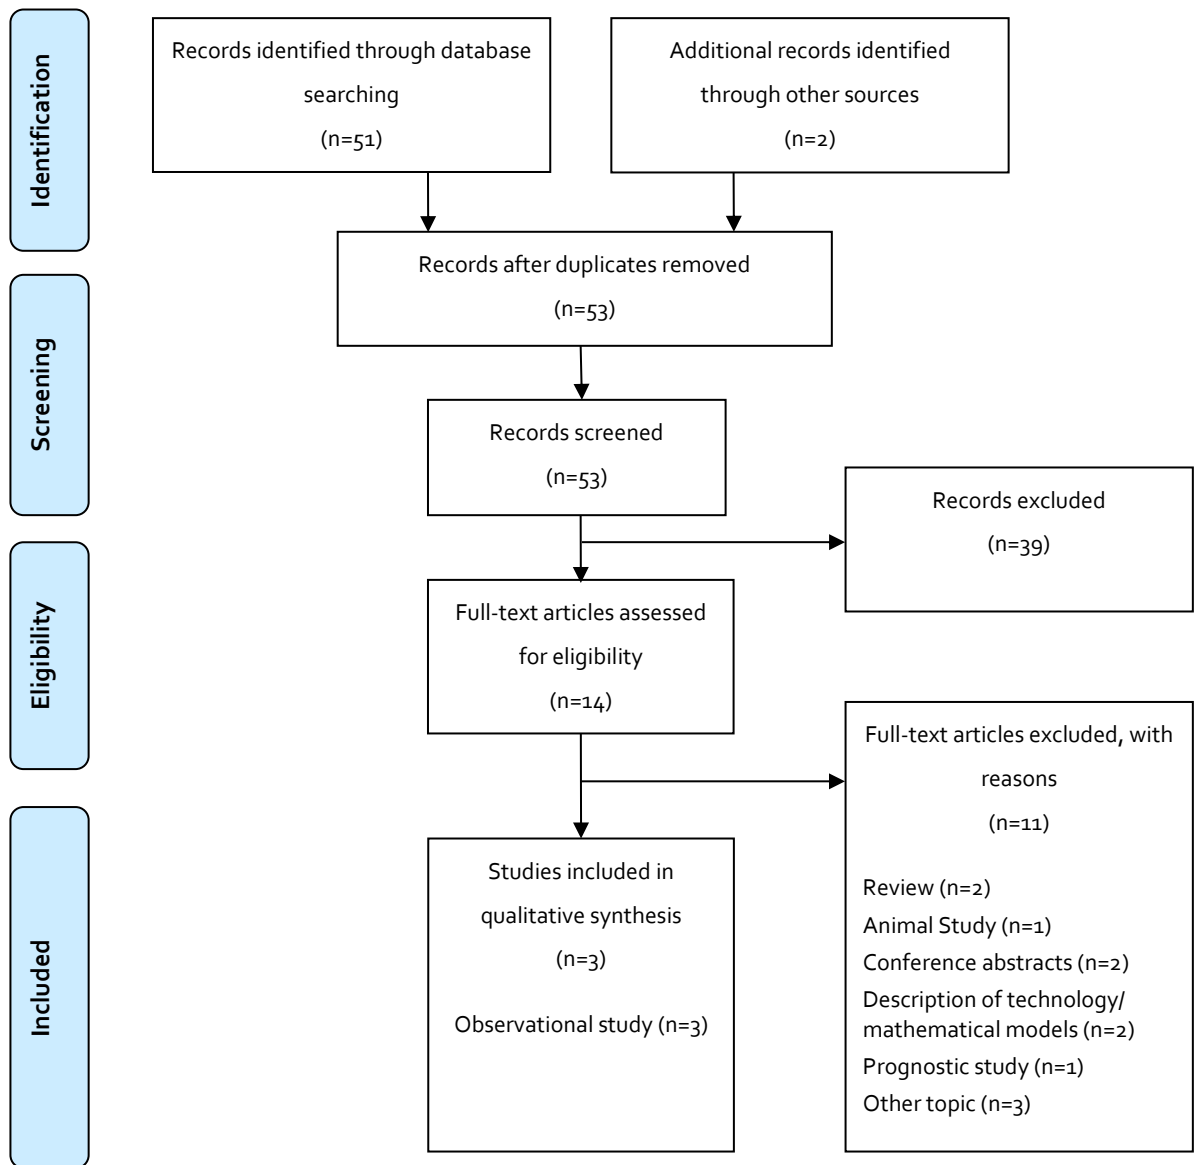 Identification
Records identified through database
searching
(n=51)
Additional records identified
through other sources
(n=2)
Records after duplicates removed
(n=53)
Screening
Records screened
(n=53)
Records excluded
(n=39)
Eligibility
Full-text articles assessed
for eligibility
(n=14)
Full-text articles excluded, with
reasons
(n=11)
Review (n=2)
Animal Study (n=1)
Conference abstracts (n=2)
Description of technology/
mathematical models (n=2)
Prognostic study (n=1)
Other topic (n=3)
Included
Studies included in
qualitative synthesis
(n=3)
Observational study (n=3)